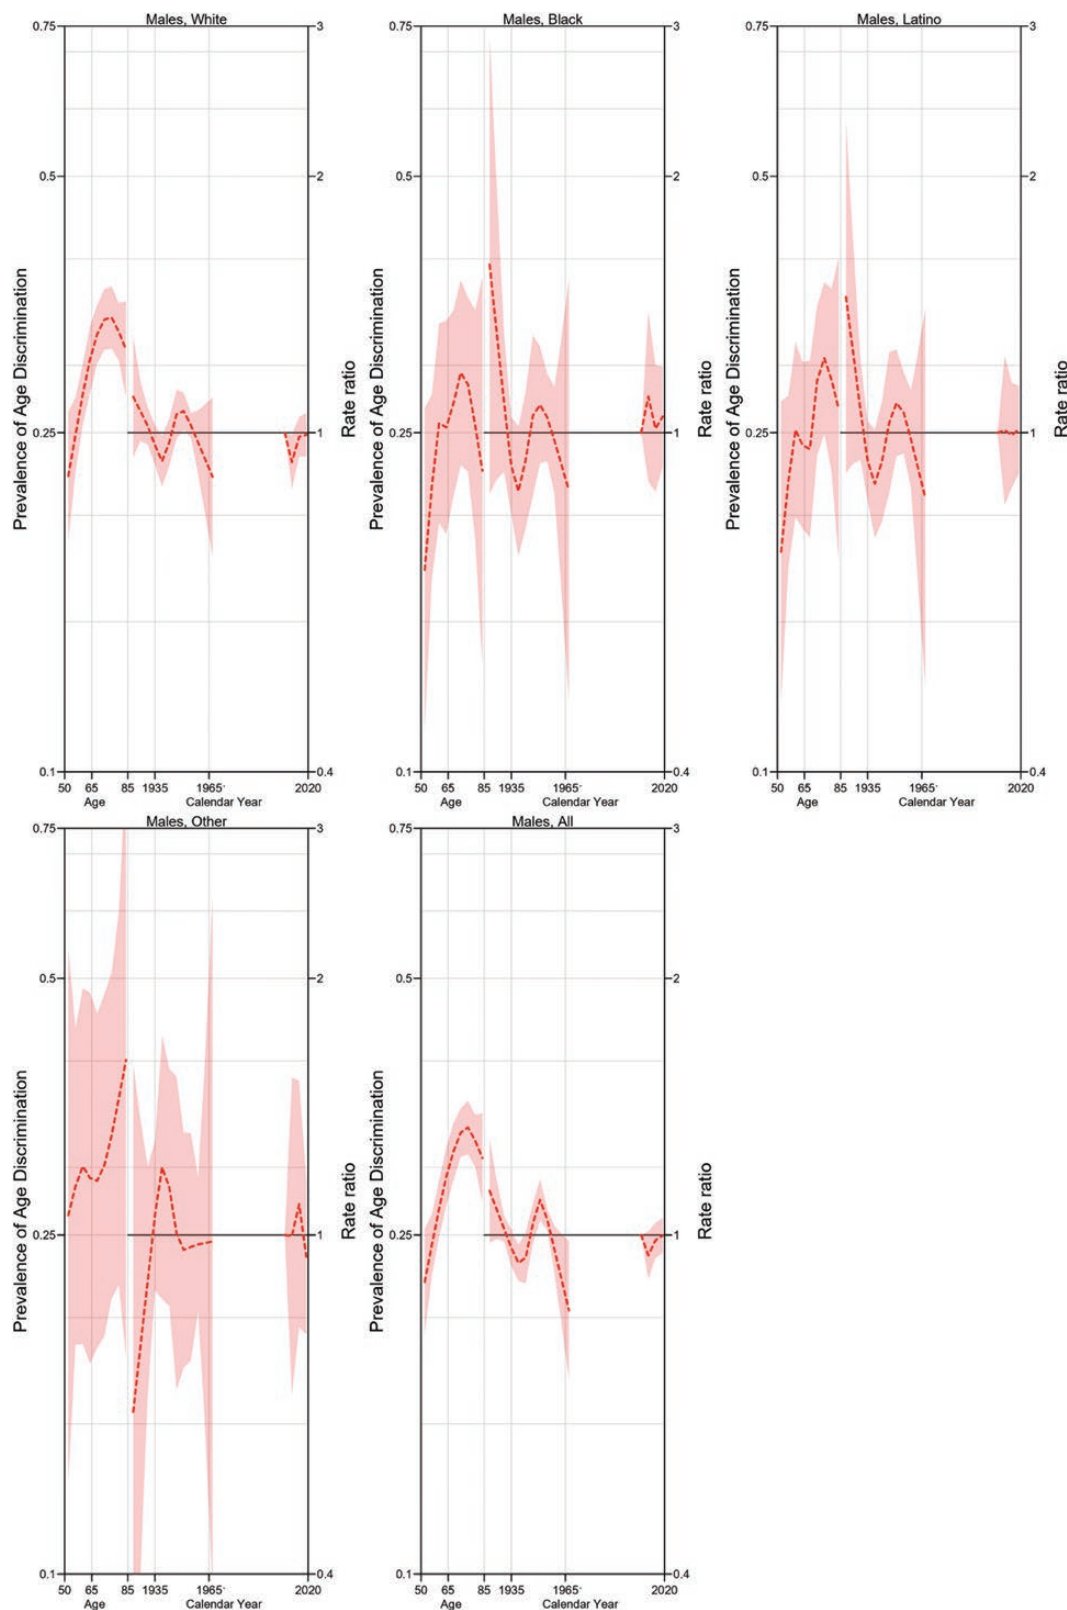 Males, White
0.75
3
0.5
2
Prevalence of Age Discrimination
Rate ratio
0.25
1
0.1
0.4
50 65 85 1935 1965· 2020
Age Calendar Year
Males, Black
0.75
3
0.5
2
Prevalence of Age Discrimination
Rate ratio
0.25
1
0.1
0.4
50 65 85 1935 1965· 2020
Age Calendar Year
Males, Latino
0.75
3
0.5
2
Prevalence of Age Discrimination
Rate ratio
0.25
1
0.1
0.4
50 65 85 1935 1965· 2020
Age Calendar Year
Males, Other
0.75
3
0.5
2
Prevalence of Age Discrimination
Rate ratio
0.25
1
0.1
0.4
50 65 85 1935 1965· 2020
Age Calendar Year
Males, All
0.75
3
0.5
2
Prevalence of Age Discrimination
Rate ratio
0.25
1
0.1
0.4
50 65 85 1935 1965· 2020
Age Calendar Year